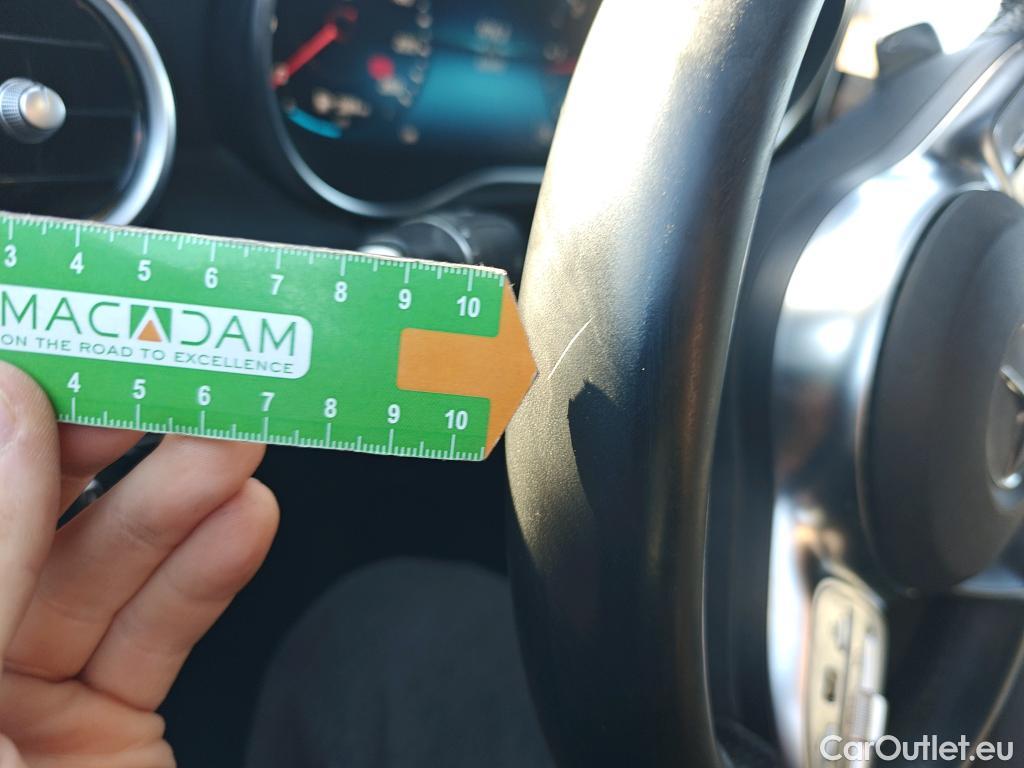 3 4 5 6 7 8 9 10
MACADAM
ON THE ROAD TO EXCELLENCE
4 5 6 7 8 9 10
CarOutlet.eu